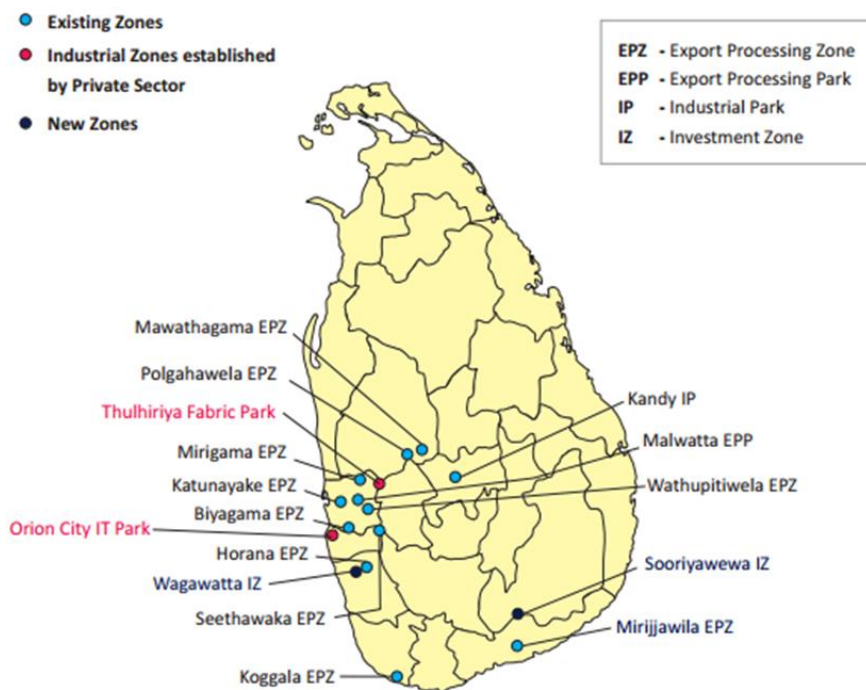 Existing Zones
Industrial Zones established
by Private Sector
New Zones
EPZ - Export Processing Zone
EPP - Export Processing Park
IP - Industrial Park
IZ - Investment Zone
Mawathagama EPZ
Polgahawela EPZ
Thulhiriya Fabric Park
Mirigama EPZ
Katunayake EPZ
Biyagama EPZ
Orion City IT Park
Horana EPZ
Wagawatta IZ
Seethawaka EPZ
Koggala EPZ
Kandy IP
Malwatta EPP
Wathupitiwela EPZ
Sooriyawewa IZ
Mirijjawila EPZ